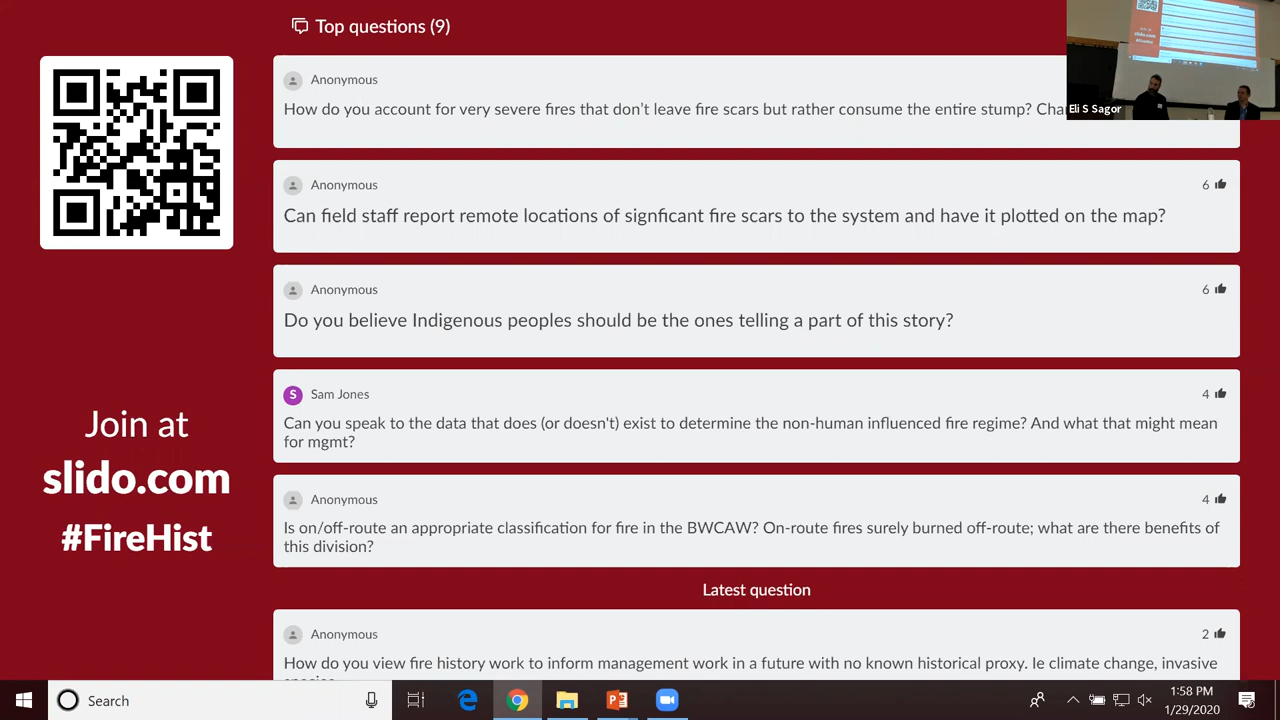 Top questions (9)
Anonymous
How do you account for very severe fires that don't leave fire scars but rather consume the entire stump?
Eli S Sagor
slido.com
Anonymous
6
Can field staff report remote locations of signficant fire scars to the system and have it plotted on the map?
Anonymous
6
Do you believe Indigenous peoples should be the ones telling a part of this story?
S
Sam Jones
4
Can you speak to the data that does (or doesn't) exist to determine the non-human influenced fire regime? And what that might mean
for mgmt?
Join at
slido.com
#FireHist
Anonymous
4
Is on/off-route an appropriate classification for fire in the BWCAW? On-route fires surely burned off-route; what are there benefits of
this division?
Latest question
Anonymous
2
How do you view fire history work to inform management work in a future with no known historical proxy. Ie climate change, invasive
Search
1:58 PM
1/29/2020